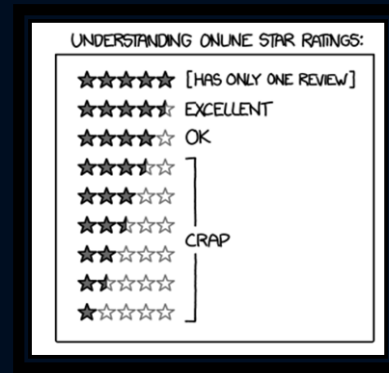 UNDERSTANDING ONLINE STAR RATINGS:
[HAS ONLY ONE REVIEW]
EXCELLENT
OK
CRAP